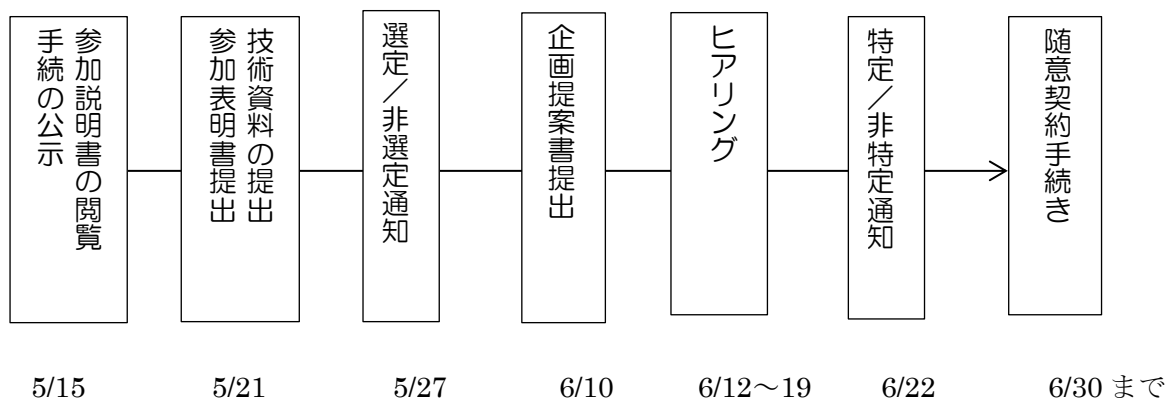 参加説明書の閲覧
手続の公示
技術資料の提出
参加表明書提出
選定／非選定通知
企画提案書提出
ヒアリング
特定／非特定通知
随意契約手続き
5/15
5/21
5/27
6/10
6/12～19
6/22
6/30 まで